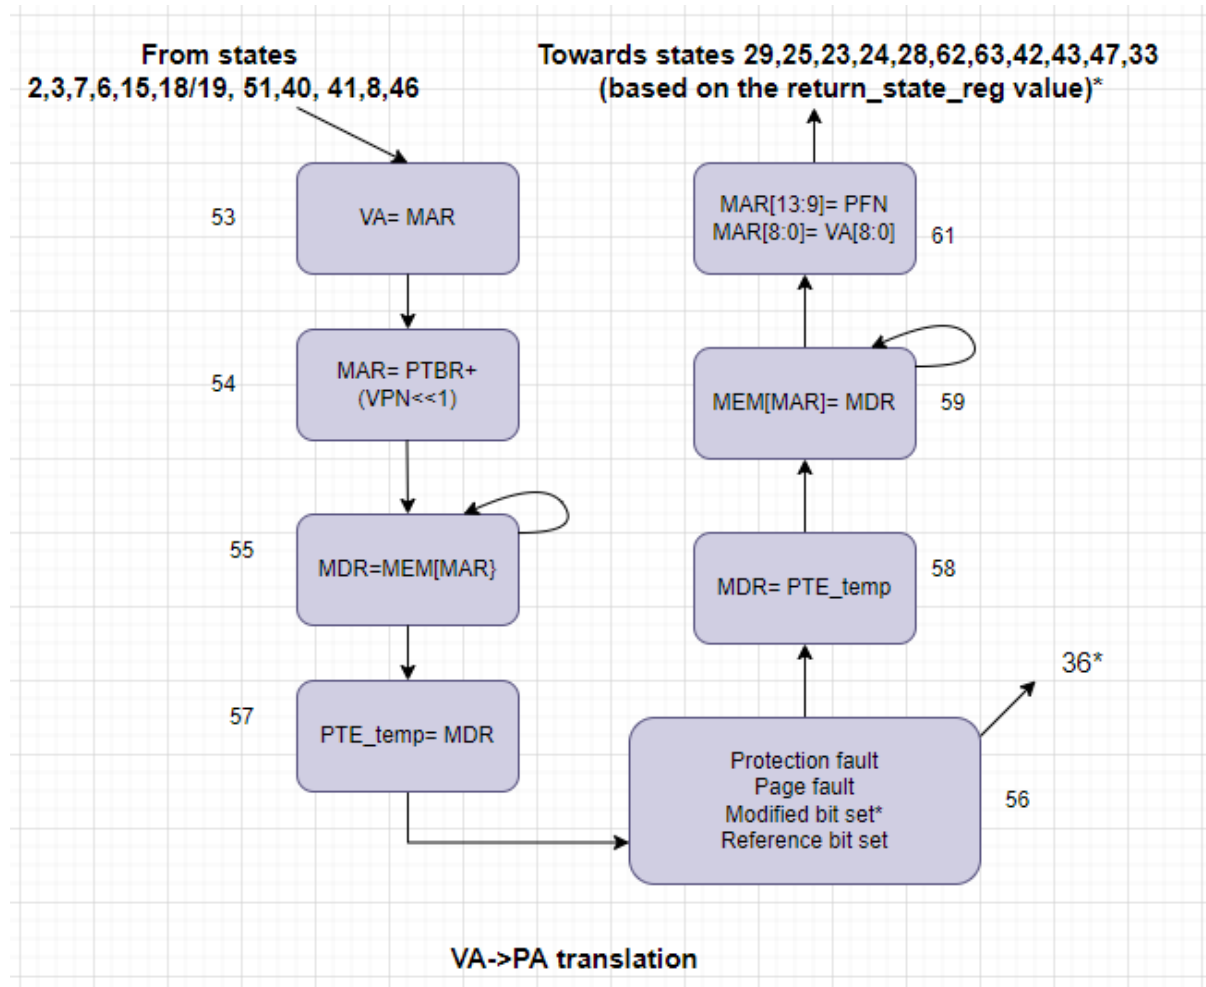 From states
2,3,7,6,15,18/19, 51,40, 41,8,46
53
VA= MAR
54
MAR= PTBR+
(VPN<<1)
55
MDR=MEM[MAR}
57
PTE_temp= MDR
Towards states 29,25,23,24,28,62,63,42,43,47,33
(based on the return_state_reg value)*
MAR[13:9]= PFN
MAR[8:0]= VA[8:0]
61
MEM[MAR]= MDR
59
MDR= PTE_temp
58
36*
Protection fault
Page fault
Modified bit set*
Reference bit set
56
VA->PA translation